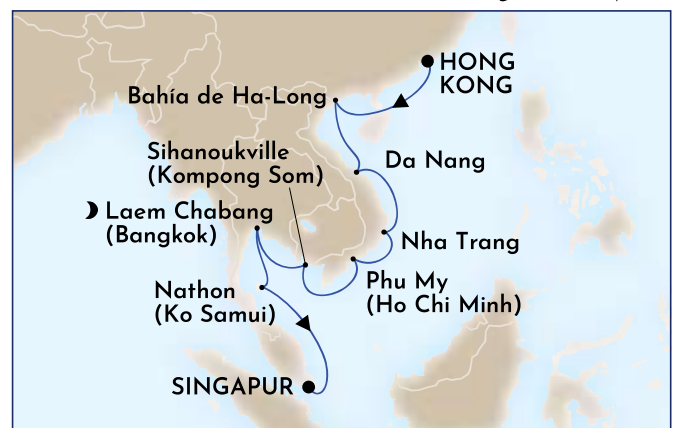 HONG
KONG
Bahía de Ha-Long
Sihanoukville
(Kompong Som)
Da Nang
Laem Chabang
(Bangkok)
Nha Trang
Nathon
(Ko Samui)
Phu My
(Ho Chi Minh)
SINGAPUR